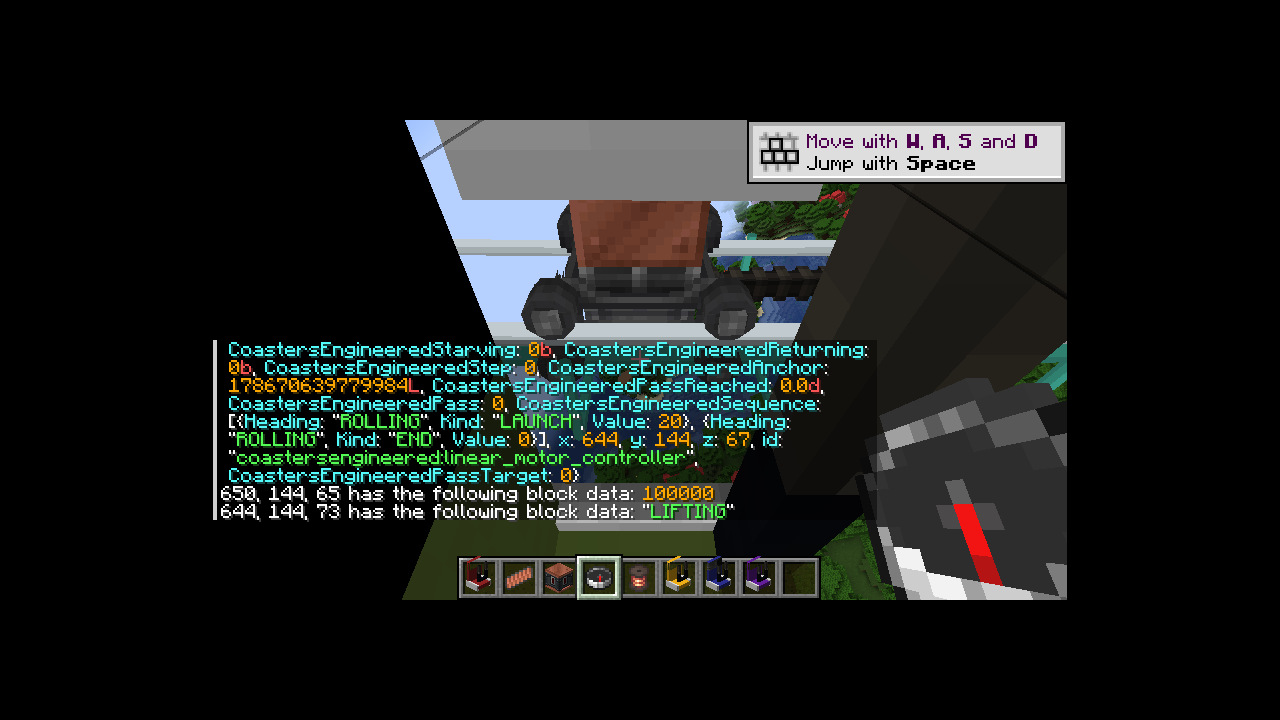 Move with W, A, S and D
Jump with Space
CoastersEngineeredStarving: 0b, CoastersEngineeredReturning:
0b, CoastersEngineeredStep: 0, CoastersEngineeredAnchor:
178670639779984L, CoastersEngineeredPassReached: 0.0d,
CoastersEngineeredPass: 0, CoastersEngineeredSequence:
[{Heading: "ROLLING", Kind: "LAUNCH", Value: 20}, {Heading:
"ROLLING", Kind: "END", Value: 0}], x: 644, y: 144, z: 67, id:
"coastersengineered:linear_motor_controller",
CoastersEngineeredPassTarget: 0}
650, 144, 65 has the following block data: 100000
644, 144, 73 has the following block data: "LIFTING"